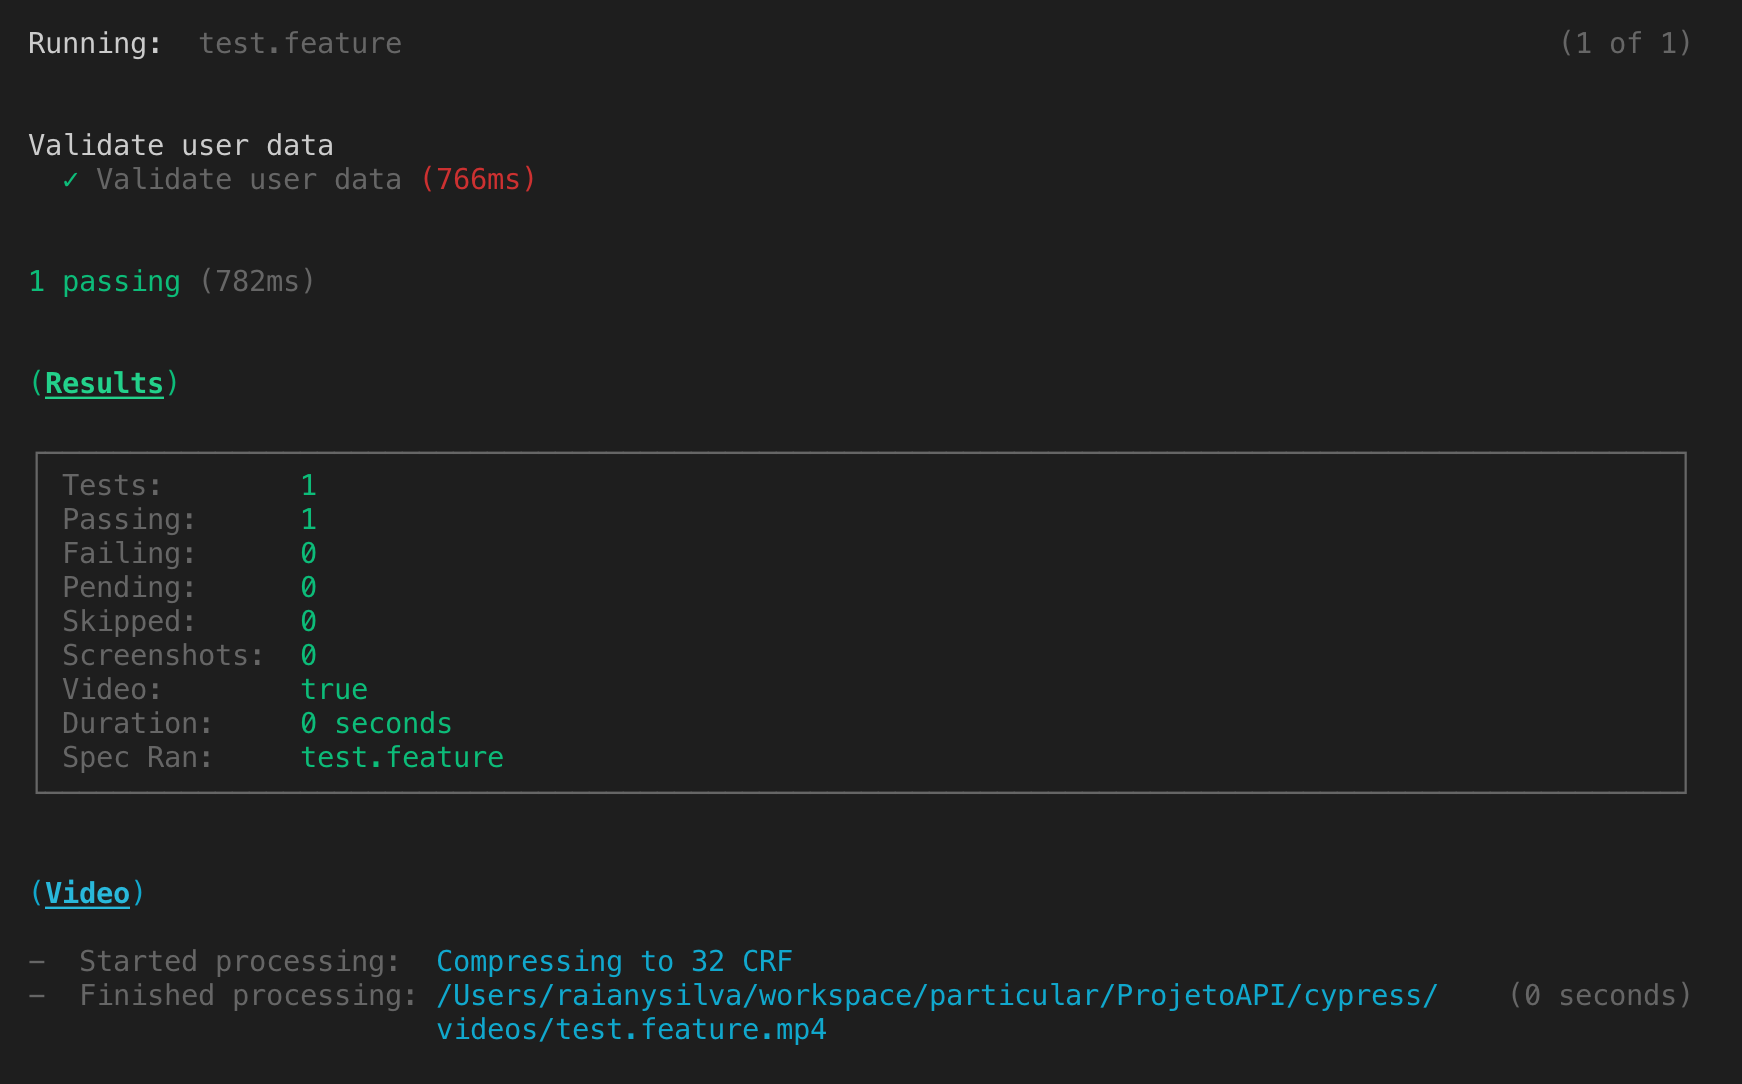 Running:  test.feature (1 of 1)
Validate user data
✓ Validate user data (766ms)
1 passing (782ms)
(Results)
Tests: 1
Passing: 1
Failing: 0
Pending: 0
Skipped: 0
Screenshots: 0
Video: true
Duration: 0 seconds
Spec Ran: test.feature
(Video)
–  Started processing:  Compressing to 32 CRF
–  Finished processing: /Users/raianysilva/workspace/particular/ProjetoAPI/cypress/ (0 seconds)
videos/test.feature.mp4